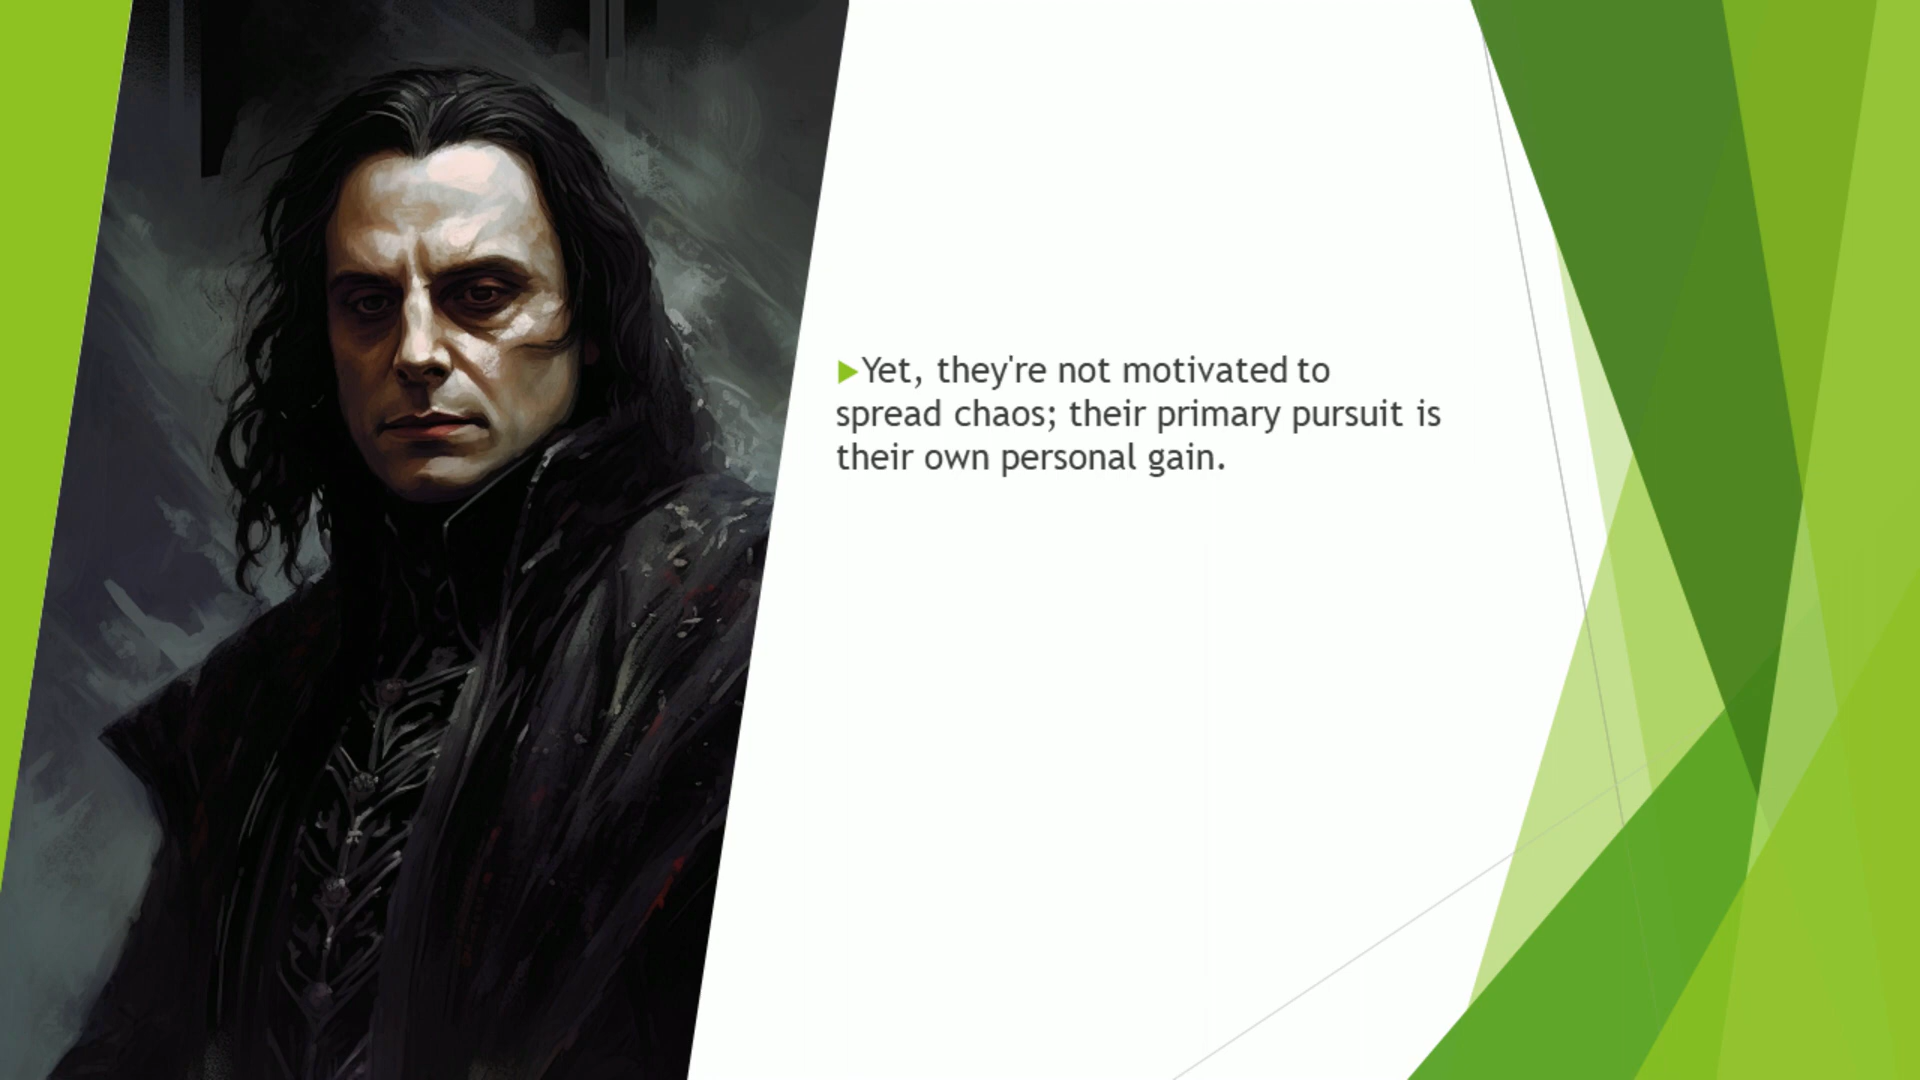 Yet, they're not motivated to
spread chaos; their primary pursuit is
their own personal gain.